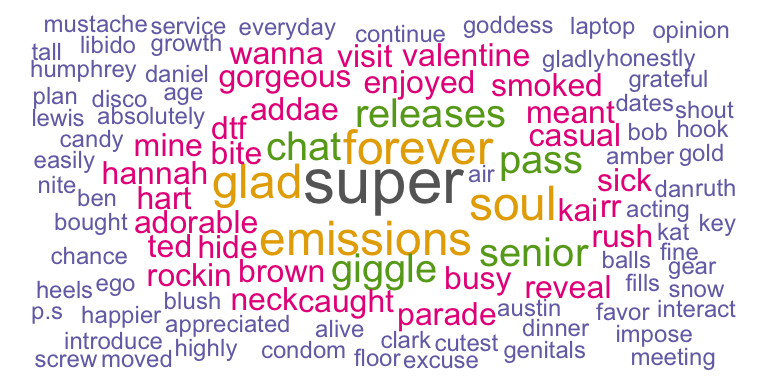 mustache service everyday continue goddess laptop opinion
tall libido growth wanna visit valentine gladly honestly
humphrey daniel gorgeous enjoyed smoked grateful
plan disco age addae releases meant dates shout
lewis absolutely dtf chat forever casual bob hook
candy mine bite pass amber gold
easily hannah glad super air sick danruth
nite ben hart soul kai rr acting key
bought adorable emissions senior rush kat
chance ted hide giggle balls fine
heels ego rockin brown busy reveal fills gear snow
p.s happier blush neck caught parade austin favor interact
introduce appreciated alive clark cutest dinner impose
screw moved highly condom floor excuse genitals meeting